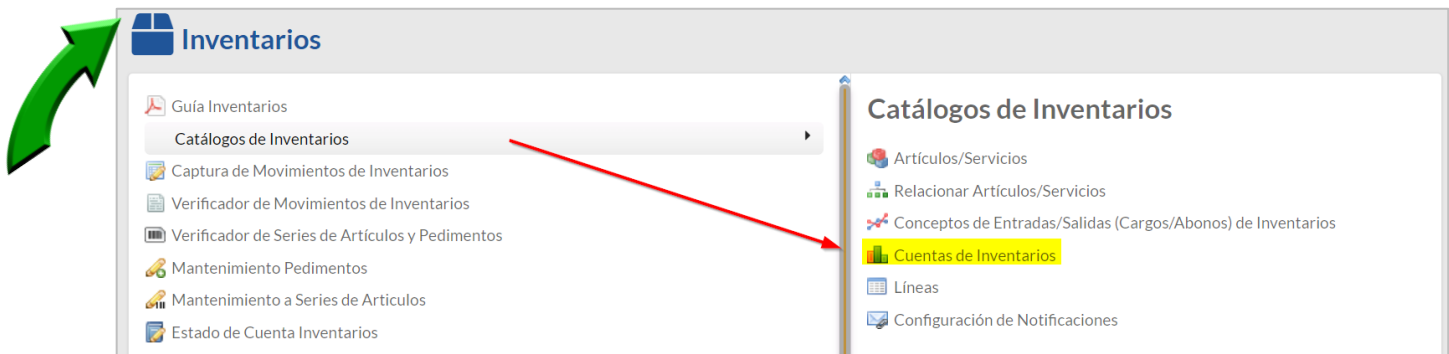 Inventarios
Guía Inventarios
Catálogos de Inventarios
Captura de Movimientos de Inventarios
Verificador de Movimientos de Inventarios
Verificador de Series de Artículos y Pedimentos
Mantenimiento Pedimentos
Mantenimiento a Series de Articulos
Estado de Cuenta Inventarios
Catálogos de Inventarios
Artículos/Servicios
Relacionar Artículos/Servicios
Conceptos de Entradas/Salidas (Cargos/Abonos) de Inventarios
Cuentas de Inventarios
Líneas
Configuración de Notificaciones